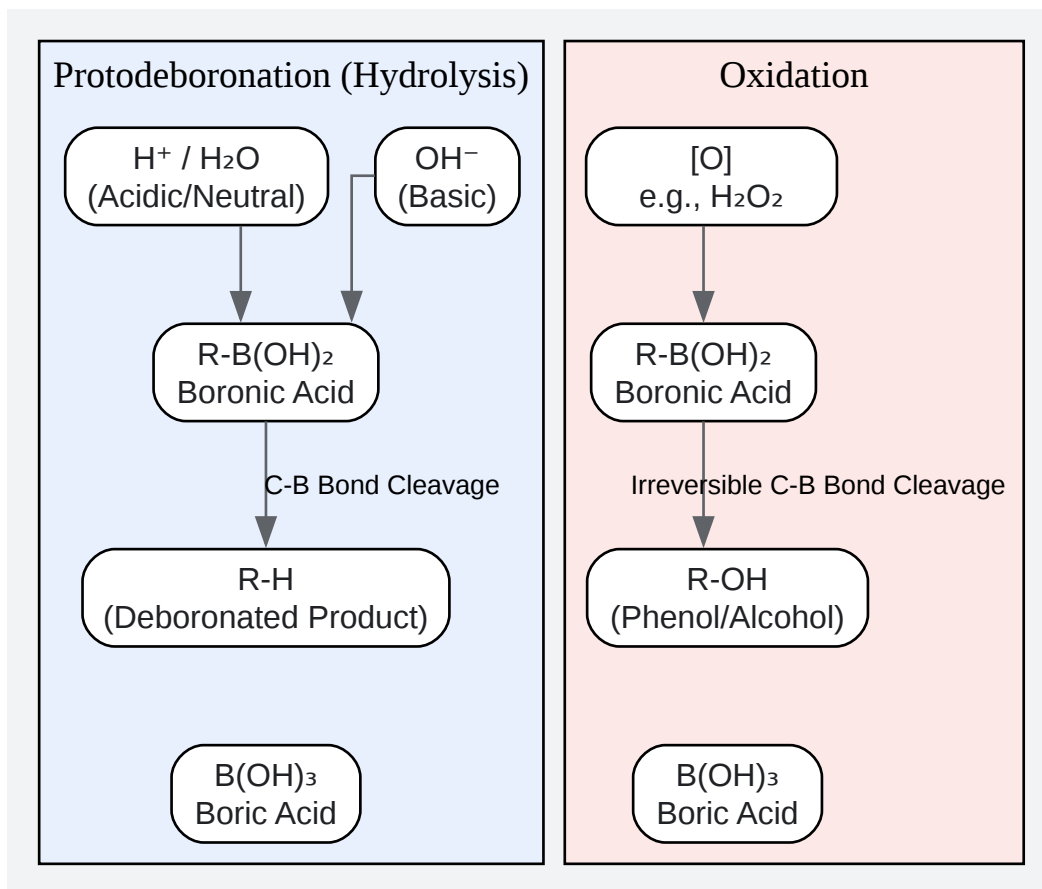 Protodeboronation (Hydrolysis)
H⁺ / H₂O
(Acidic/Neutral)
OH⁻
(Basic)
R-B(OH)₂
Boronic Acid
C-B Bond Cleavage
R-H
(Deboronated Product)
B(OH)₃
Boric Acid
Oxidation
[O]
e.g., H₂O₂
R-B(OH)₂
Boronic Acid
Irreversible C-B Bond Cleavage
R-OH
(Phenol/Alcohol)
B(OH)₃
Boric Acid